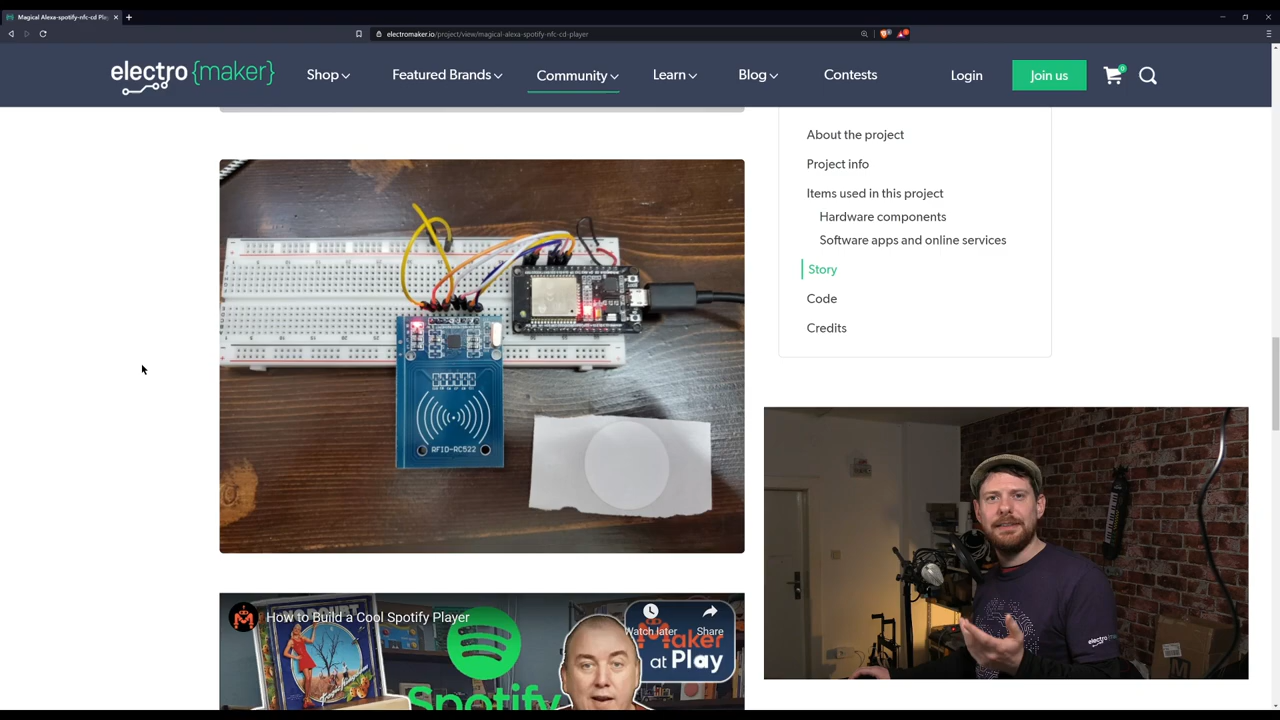 Magical Alexa-spotify-nfc-cd Pla
electromaker.io/project/view/magical-alexa-spotify-nfc-cd-player
electro{maker}
Shop
Featured Brands
Community
Learn
Blog
Contests
Login
Join us
0
About the project
Project info
Items used in this project
Hardware components
Software apps and online services
Story
Code
Credits
RFID-RC522
How to Build a Cool Spotify Player
Watch later
Share
Maker
at Play
Spotify